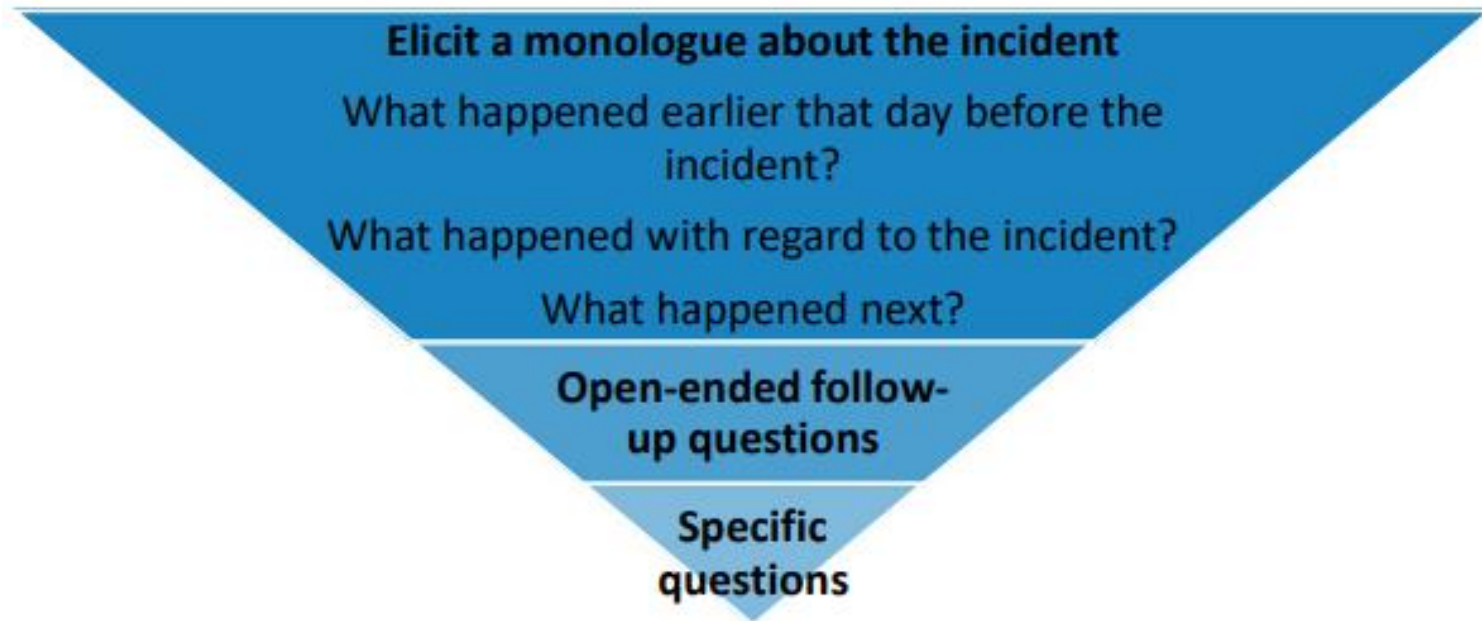 Elicit a monologue about the incident
What happened earlier that day before the
incident?
What happened with regard to the incident?
What happened next?
Open-ended follow-
up questions
Specific
questions